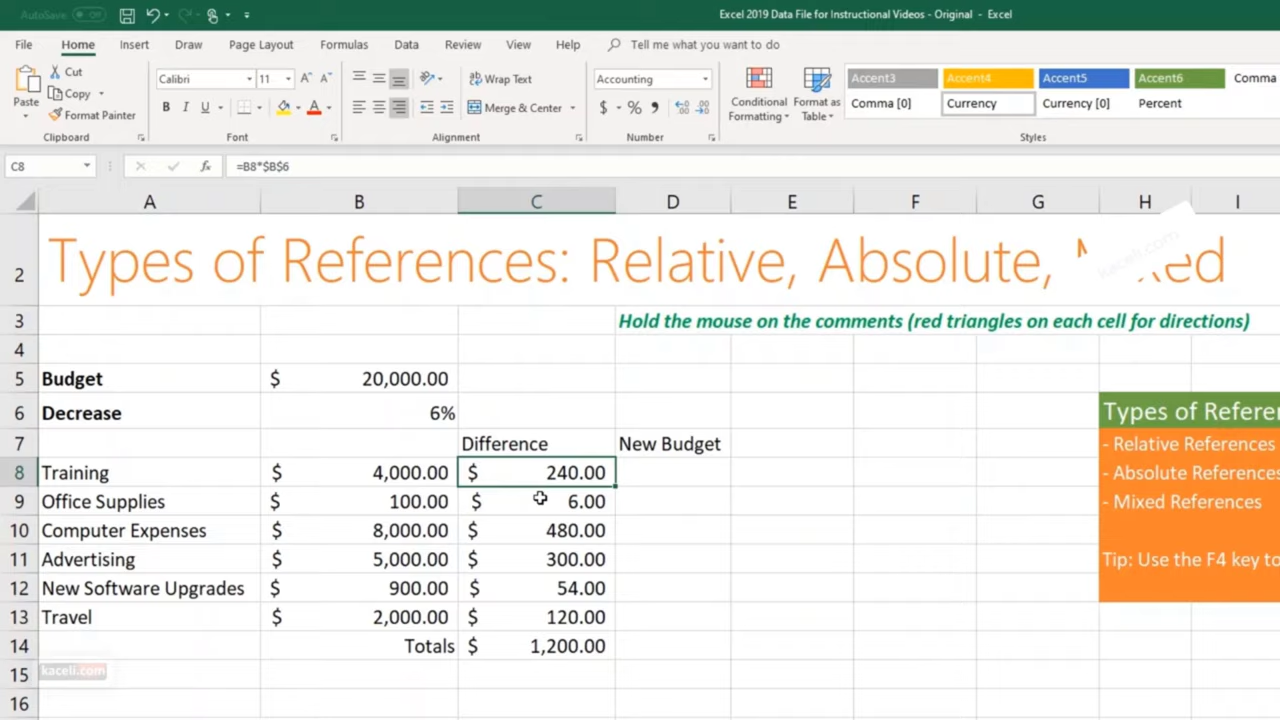 AutoSave Off
Excel 2019 Data File for Instructional Videos - Original - Excel
File Home Insert Draw Page Layout Formulas Data Review View Help Tell me what you want to do
Paste
Cut
Copy
Format Painter
Clipboard
Calibri 11
B I U
Font
Wrap Text
Merge & Center
Alignment
Accounting
$ % ,
Number
Conditional Formatting
Format as Table
Accent3 Accent4 Accent5 Accent6 Comma
Comma [0] Currency Currency [0] Percent
Styles
C8 fx =B8*$B$6
A B C D E F G H I
2 Types of References: Relative, Absolute, Mixed
kaceli.com
3 Hold the mouse on the comments (red triangles on each cell for directions)
4
5 Budget $ 20,000.00
6 Decrease 6% Types of Refere
7 Difference New Budget - Relative References
8 Training $ 4,000.00 $ 240.00 - Absolute References
9 Office Supplies $ 100.00 $ 6.00 - Mixed References
10 Computer Expenses $ 8,000.00 $ 480.00
11 Advertising $ 5,000.00 $ 300.00 Tip: Use the F4 key to
12 New Software Upgrades $ 900.00 $ 54.00
13 Travel $ 2,000.00 $ 120.00
14 Totals $ 1,200.00
15 kaceli.com
16